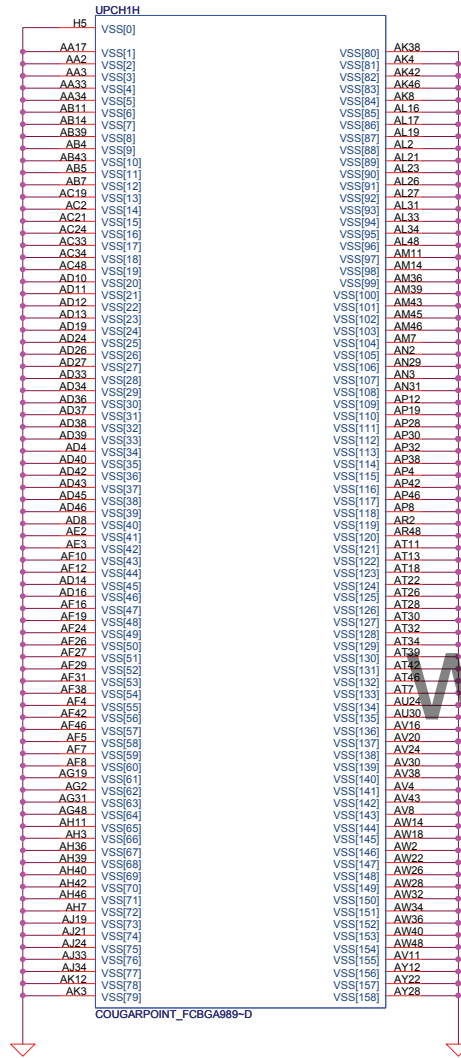 UPCH1H
H5 VSS[0]
AA17 VSS[1] VSS[80] AK38
AA2 VSS[2] VSS[81] AK4
AA3 VSS[3] VSS[82] AK42
AA33 VSS[4] VSS[83] AK46
AA34 VSS[5] VSS[84] AK8
AB11 VSS[6] VSS[85] AL16
AB14 VSS[7] VSS[86] AL17
AB39 VSS[8] VSS[87] AL19
AB4 VSS[9] VSS[88] AL2
AB43 VSS[10] VSS[89] AL21
AB5 VSS[11] VSS[90] AL23
AB7 VSS[12] VSS[91] AL26
AC19 VSS[13] VSS[92] AL27
AC2 VSS[14] VSS[93] AL31
AC21 VSS[15] VSS[94] AL33
AC24 VSS[16] VSS[95] AL34
AC33 VSS[17] VSS[96] AL48
AC34 VSS[18] VSS[97] AM11
AC48 VSS[19] VSS[98] AM14
AD10 VSS[20] VSS[99] AM36
AD11 VSS[21] VSS[100] AM39
AD12 VSS[22] VSS[101] AM43
AD13 VSS[23] VSS[102] AM45
AD19 VSS[24] VSS[103] AM46
AD24 VSS[25] VSS[104] AM7
AD26 VSS[26] VSS[105] AN2
AD27 VSS[27] VSS[106] AN29
AD33 VSS[28] VSS[107] AN3
AD34 VSS[29] VSS[108] AN31
AD36 VSS[30] VSS[109] AP12
AD37 VSS[31] VSS[110] AP19
AD38 VSS[32] VSS[111] AP28
AD39 VSS[33] VSS[112] AP30
AD4 VSS[34] VSS[113] AP32
AD40 VSS[35] VSS[114] AP38
AD42 VSS[36] VSS[115] AP4
AD43 VSS[37] VSS[116] AP42
AD45 VSS[38] VSS[117] AP46
AD46 VSS[39] VSS[118] AP8
AD8 VSS[40] VSS[119] AR2
AE2 VSS[41] VSS[120] AR48
AE3 VSS[42] VSS[121] AT11
AF10 VSS[43] VSS[122] AT13
AF12 VSS[44] VSS[123] AT18
AD14 VSS[45] VSS[124] AT22
AD16 VSS[46] VSS[125] AT26
AF16 VSS[47] VSS[126] AT28
AF19 VSS[48] VSS[127] AT30
AF24 VSS[49] VSS[128] AT32
AF26 VSS[50] VSS[129] AT34
AF27 VSS[51] VSS[130] AT39
AF29 VSS[52] VSS[131] AT42
AF31 VSS[53] VSS[132] AT46
AF38 VSS[54] VSS[133] AT7
AF4 VSS[55] VSS[134] AU24
AF42 VSS[56] VSS[135] AU30
AF46 VSS[57] VSS[136] AV16
AF5 VSS[58] VSS[137] AV20
AF7 VSS[59] VSS[138] AV24
AF8 VSS[60] VSS[139] AV30
AG19 VSS[61] VSS[140] AV38
AG2 VSS[62] VSS[141] AV4
AG31 VSS[63] VSS[142] AV43
AG48 VSS[64] VSS[143] AV8
AH11 VSS[65] VSS[144] AW14
AH3 VSS[66] VSS[145] AW18
AH36 VSS[67] VSS[146] AW2
AH39 VSS[68] VSS[147] AW22
AH40 VSS[69] VSS[148] AW26
AH42 VSS[70] VSS[149] AW28
AH46 VSS[71] VSS[150] AW32
AH7 VSS[72] VSS[151] AW34
AJ19 VSS[73] VSS[152] AW36
AJ21 VSS[74] VSS[153] AW40
AJ24 VSS[75] VSS[154] AW48
AJ33 VSS[76] VSS[155] AV11
AJ34 VSS[77] VSS[156] AY12
AK12 VSS[78] VSS[157] AY22
AK3 VSS[79] VSS[158] AY28
COUGARPOINT_FCBGA989~D